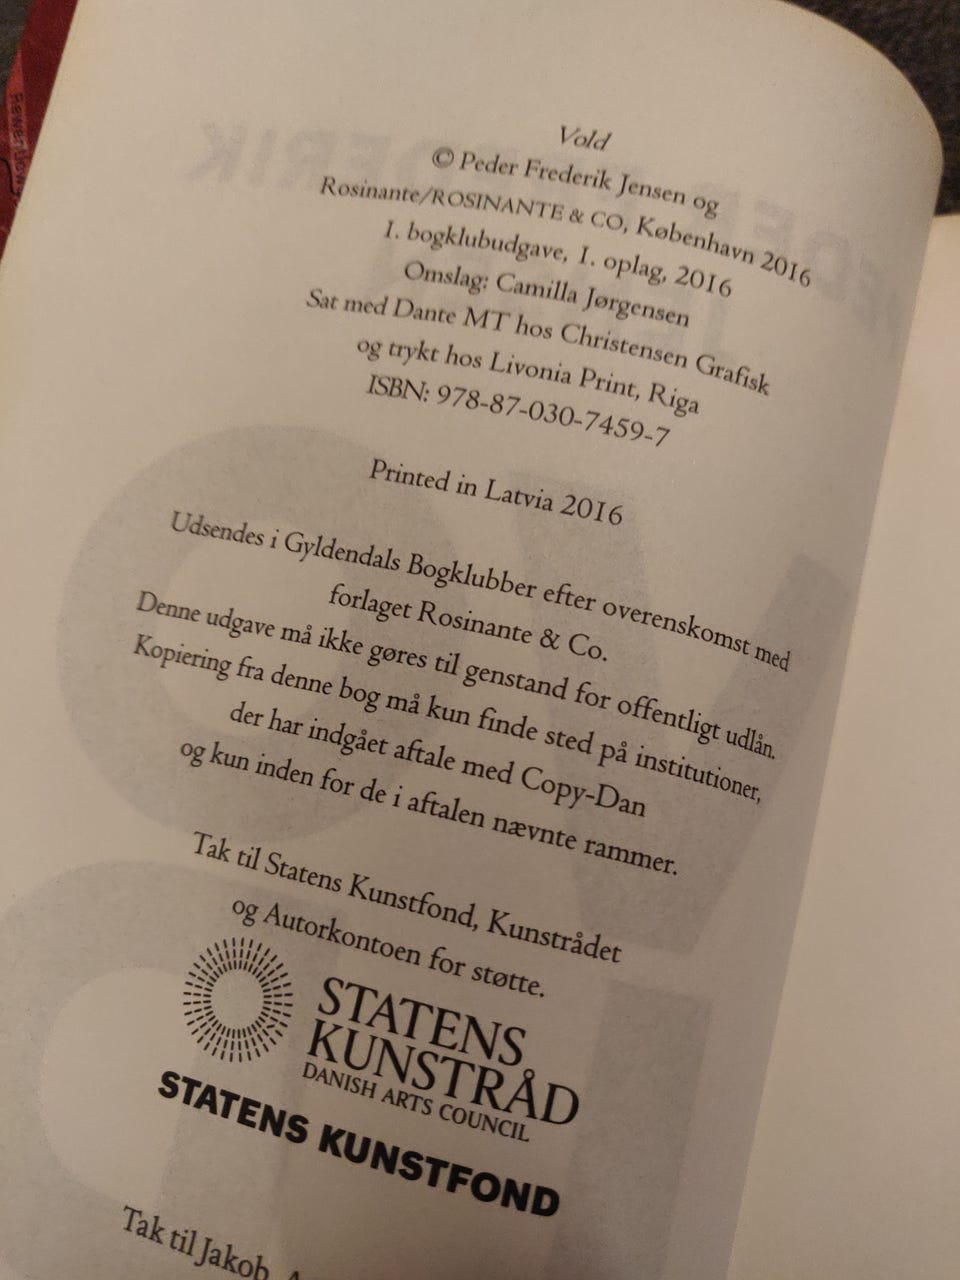 Vold
© Peder Frederik Jensen og
Rosinante/ROSINANTE & CO, København 2016
1. bogklubudgave, 1. oplag, 2016
Omslag: Camilla Jørgensen
Sat med Dante MT hos Christensen Grafisk
og trykt hos Livonia Print, Riga
ISBN: 978-87-030-7459-7
Printed in Latvia 2016
Udsendes i Gyldendals Bogklubber efter overenskomst med
forlaget Rosinante & Co.
Denne udgave må ikke gøres til genstand for offentligt udlån.
Kopiering fra denne bog må kun finde sted på institutioner,
der har indgået aftale med Copy-Dan
og kun inden for de i aftalen nævnte rammer.
Tak til Statens Kunstfond, Kunstrådet
og Autorkontoen for støtte.
STATENS
KUNSTRÅD
DANISH ARTS COUNCIL
STATENS KUNSTFOND
Tak til Jakob